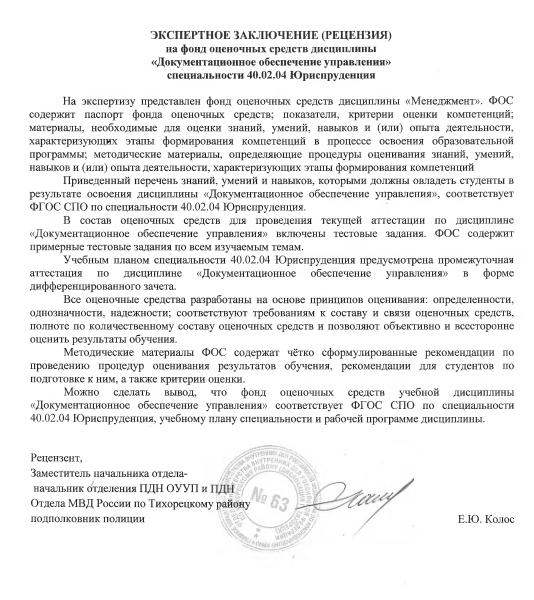 ЭКСПЕРТНОЕ ЗАКЛЮЧЕНИЕ (РЕЦЕНЗИЯ)
на фонд оценочных средств дисциплины
«Документационное обеспечение управления»
специальности 40.02.04 Юриспруденция
На экспертизу представлен фонд оценочных средств дисциплины «Менеджмент». ФОС
содержит паспорт фонда оценочных средств; показатели, критерии оценки компетенций;
материалы, необходимые для оценки знаний, умений, навыков и (или) опыта деятельности,
характеризующих этапы формирования компетенций в процессе освоения образовательной
программы; методические материалы, определяющие процедуры оценивания знаний, умений,
навыков и (или) опыта деятельности, характеризующих этапы формирования компетенций
Приведенный перечень знаний, умений и навыков, которыми должны овладеть студенты в
результате освоения дисциплины «Документационное обеспечение управления», соответствует
ФГОС СПО по специальности 40.02.04 Юриспруденция.
В состав оценочных средств для проведения текущей аттестации по дисциплине
«Документационное обеспечение управления» включены тестовые задания. ФОС содержит
примерные тестовые задания по всем изучаемым темам.
Учебным планом специальности 40.02.04 Юриспруденция предусмотрена промежуточная
аттестация по дисциплине «Документационное обеспечение управления» в форме
дифференцированного зачета.
Все оценочные средства разработаны на основе принципов оценивания: определенности,
однозначности, надежности; соответствуют требованиям к составу и связи оценочных средств,
полноте по количественному составу оценочных средств и позволяют объективно и всесторонне
оценить результаты обучения.
Методические материалы ФОС содержат чётко сформулированные рекомендации по
проведению процедур оценивания результатов обучения, рекомендации для студентов по
подготовке к ним, а также критерии оценки.
Можно сделать вывод, что фонд оценочных средств учебной дисциплины
«Документационное обеспечение управления» соответствует ФГОС СПО по специальности
40.02.04 Юриспруденция, учебному плану специальности и рабочей программе дисциплины.
Рецензент,
Заместитель начальника отдела-
начальник отделения ПДН ОУУП и ПДН
Отдела МВД России по Тихорецкому району
подполковник полиции Е.Ю. Колос
№ 63